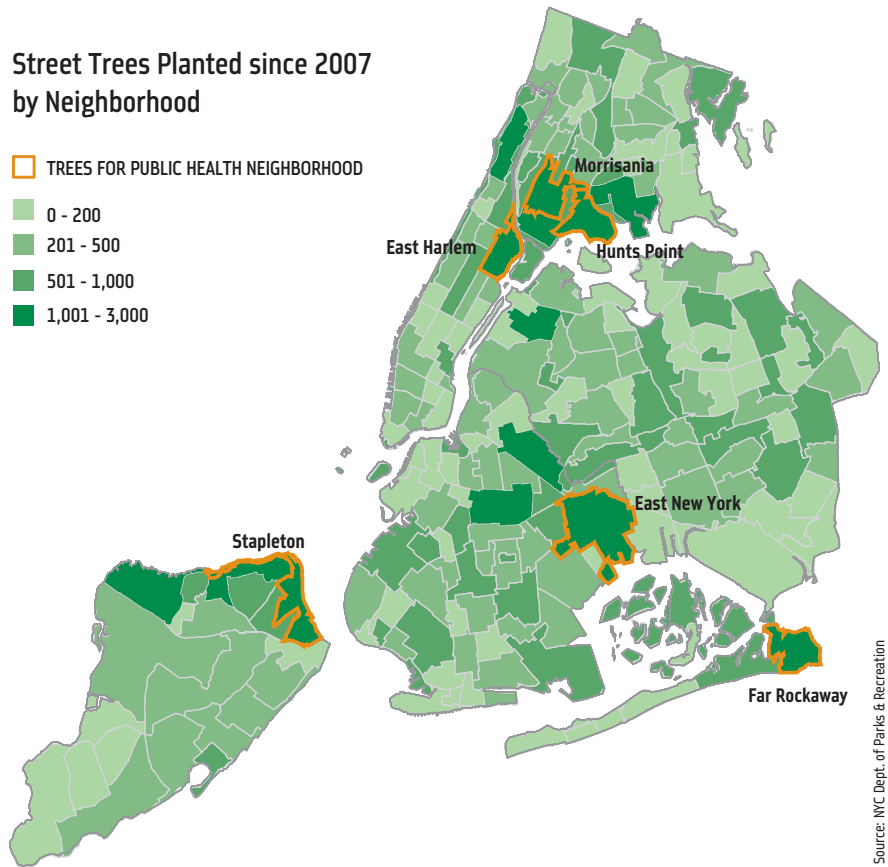 Street Trees Planted since 2007
by Neighborhood
TREES FOR PUBLIC HEALTH NEIGHBORHOOD
0 - 200
201 - 500
501 - 1,000
1,001 - 3,000
Morrisania
East Harlem
Hunts Point
East New York
Stapleton
Far Rockaway
Source: NYC Dept. of Parks & Recreation